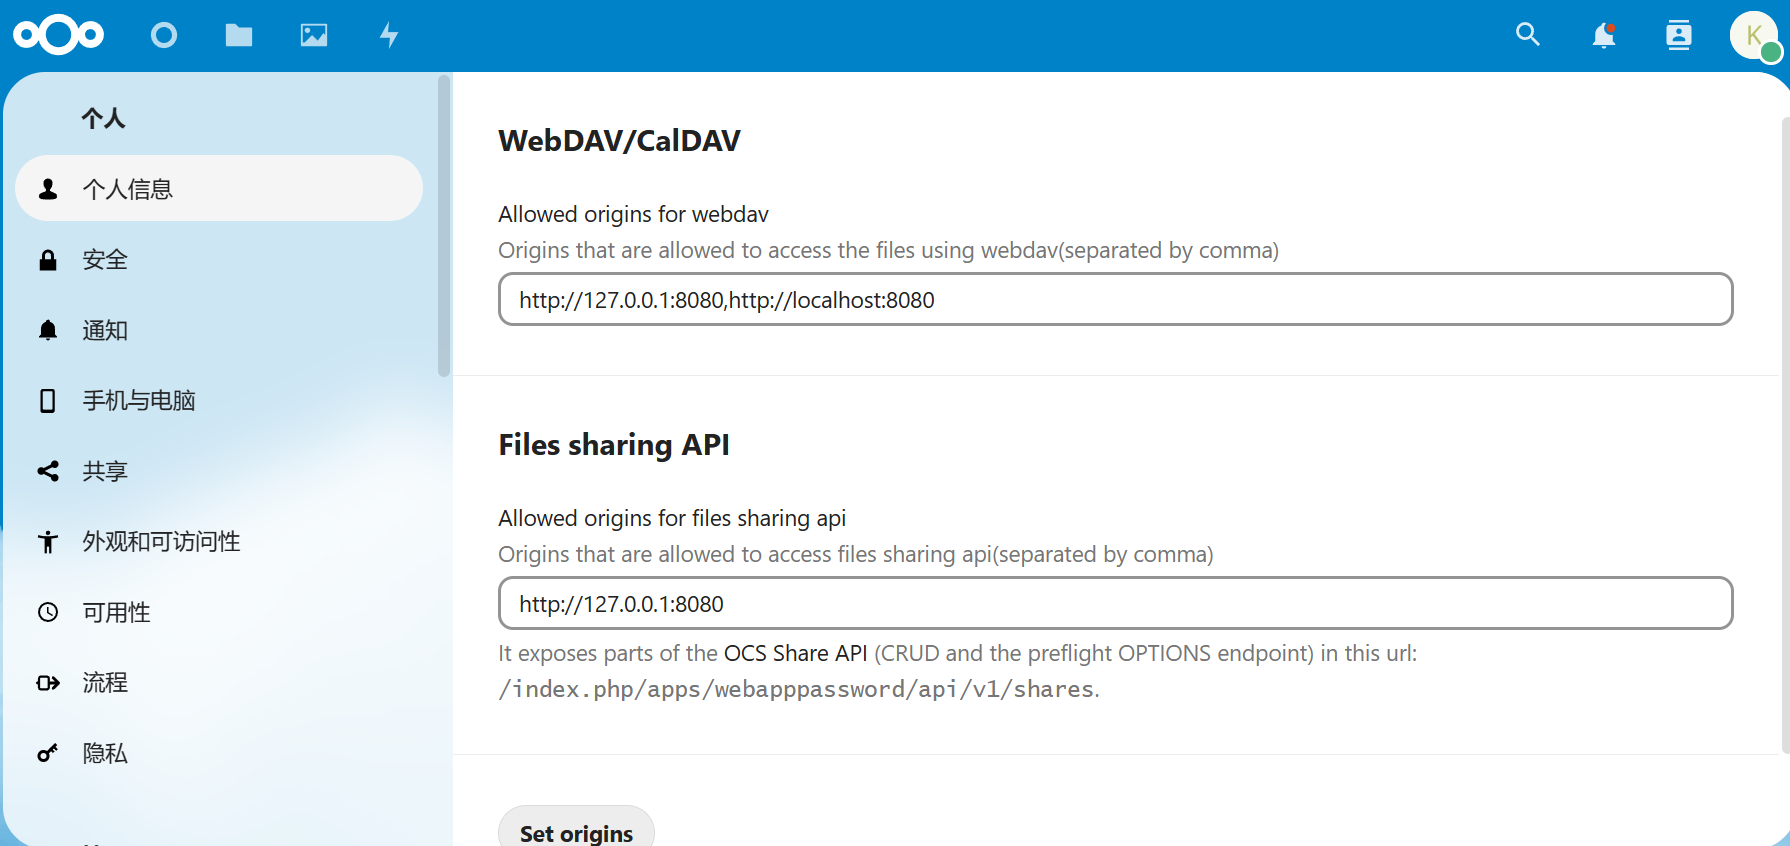 K
个人
个人信息
安全
通知
手机与电脑
共享
外观和可访问性
可用性
流程
隐私
WebDAV/CalDAV
Allowed origins for webdav
Origins that are allowed to access the files using webdav(separated by comma)
http://127.0.0.1:8080,http://localhost:8080
Files sharing API
Allowed origins for files sharing api
Origins that are allowed to access files sharing api(separated by comma)
http://127.0.0.1:8080
It exposes parts of the OCS Share API (CRUD and the preflight OPTIONS endpoint) in this url:
/index.php/apps/webapppassword/api/v1/shares.
Set origins